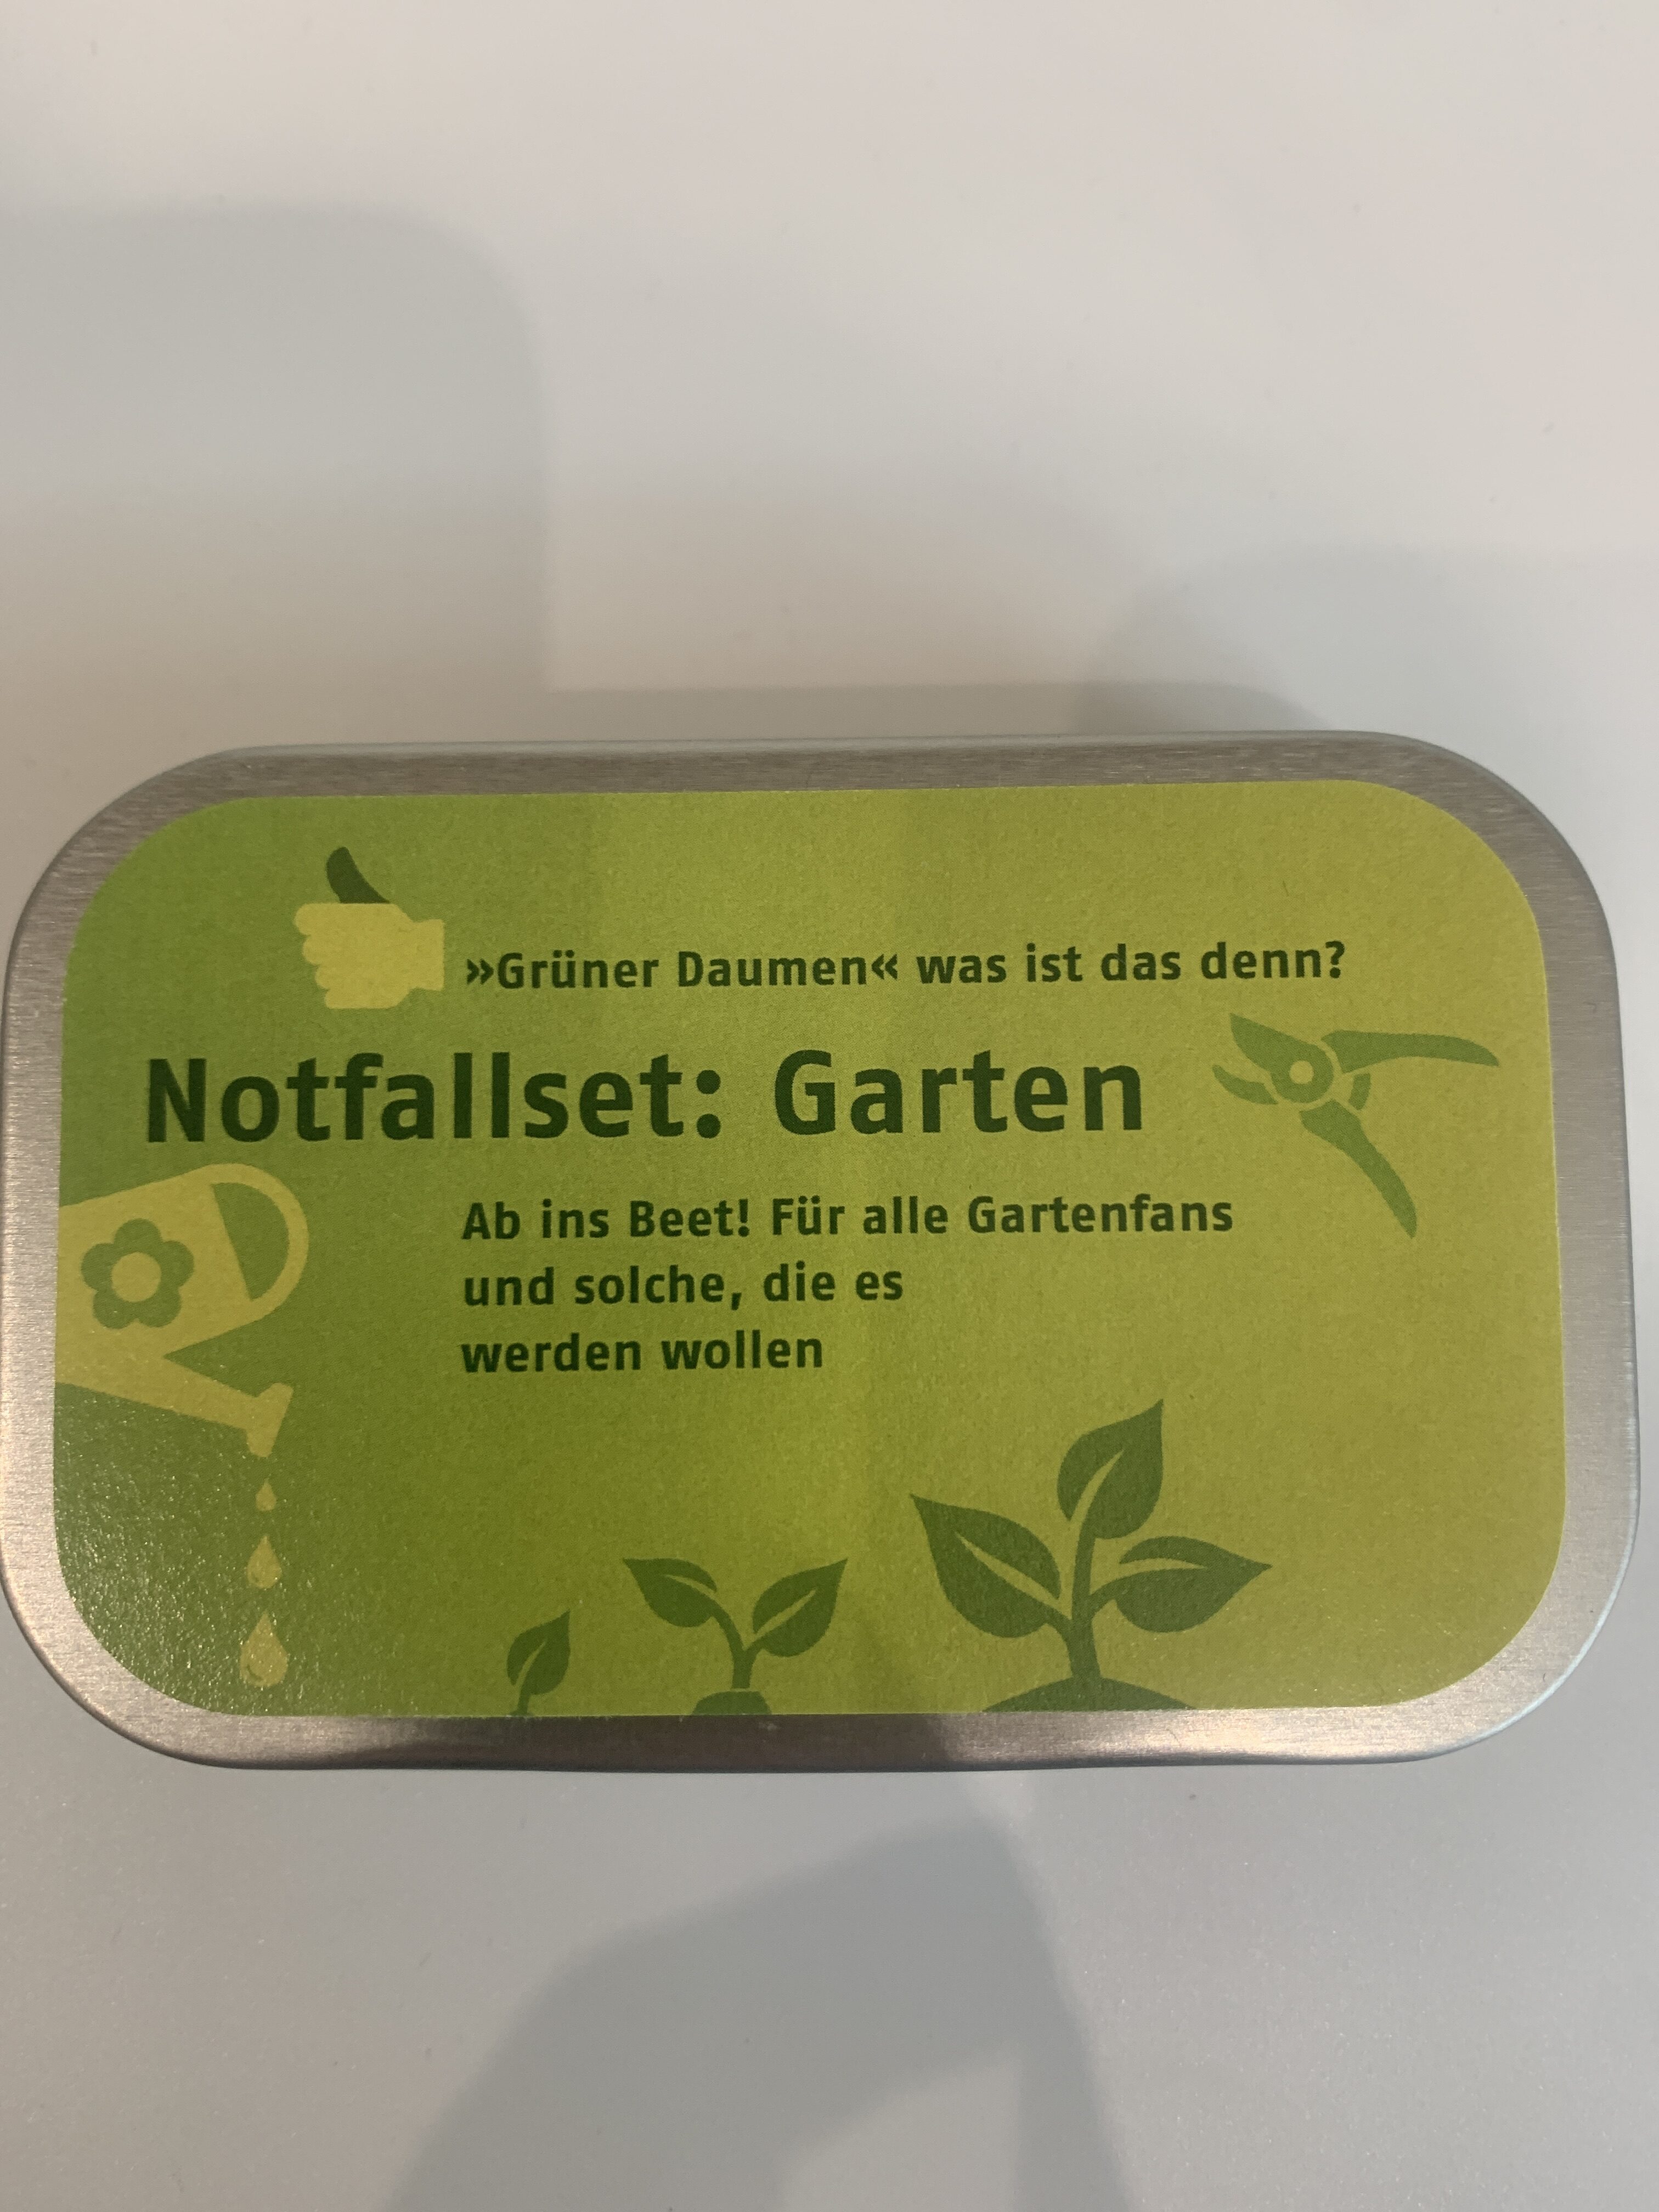 »Grüner Daumen« was ist das denn?
Notfallset: Garten
Ab ins Beet! Für alle Gartenfans
und solche, die es
werden wollen